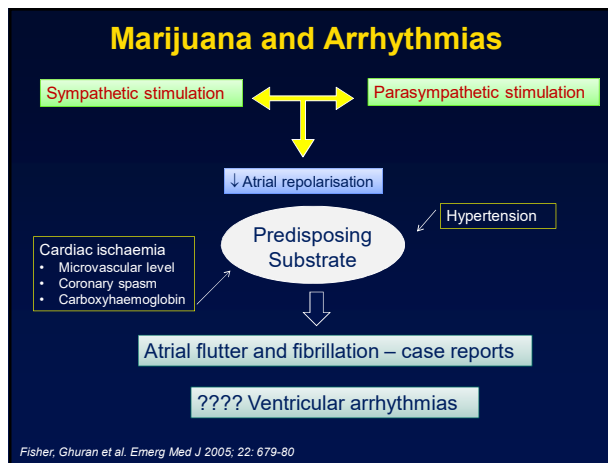 Marijuana and Arrhythmias
Sympathetic stimulation
Parasympathetic stimulation
↓ Atrial repolarisation
Hypertension
Predisposing
Substrate
Cardiac ischaemia
• Microvascular level
• Coronary spasm
• Carboxyhaemoglobin
Atrial flutter and fibrillation – case reports
???? Ventricular arrhythmias
Fisher, Ghuran et al. Emerg Med J 2005; 22: 679-80